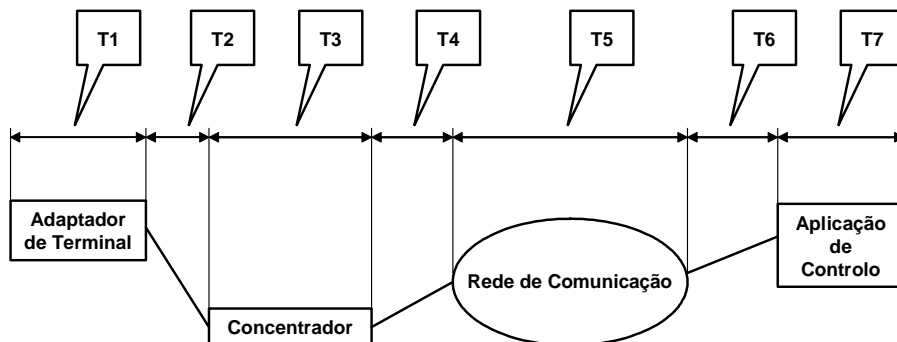 T1
T2
T3
T4
T5
T6
T7
Adaptador
de Terminal
Concentrador
Rede de Comunicação
Aplicação
de
Controlo